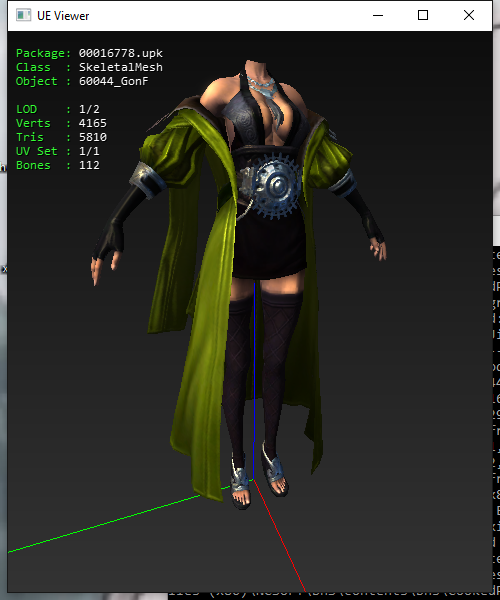 UE Viewer
Package: 00016778.upk
Class : SkeletalMesh
Object : 60044_GonF
LOD : 1/2
Verts : 4165
Tris : 5810
UV Set : 1/1
Bones : 112